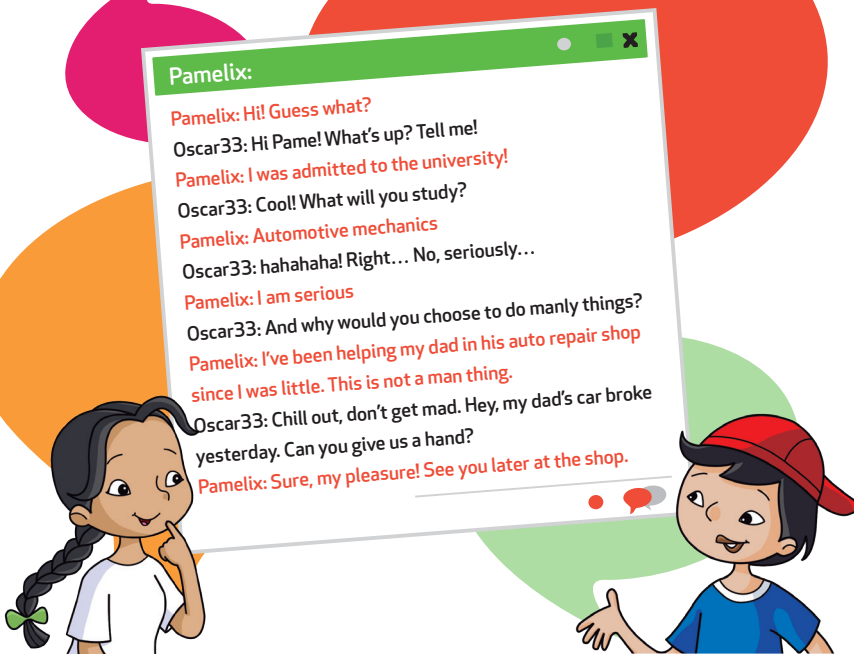 Pamelix:
Pamelix: Hi! Guess what?
Oscar33: Hi Pame! What's up? Tell me!
Pamelix: I was admitted to the university!
Oscar33: Cool! What will you study?
Pamelix: Automotive mechanics
Oscar33: hahahaha! Right... No, seriously...
Pamelix: I am serious
Oscar33: And why would you choose to do manly things?
Pamelix: I've been helping my dad in his auto repair shop
since I was little. This is not a man thing.
Oscar33: Chill out, don't get mad. Hey, my dad's car broke
yesterday. Can you give us a hand?
Pamelix: Sure, my pleasure! See you later at the shop.